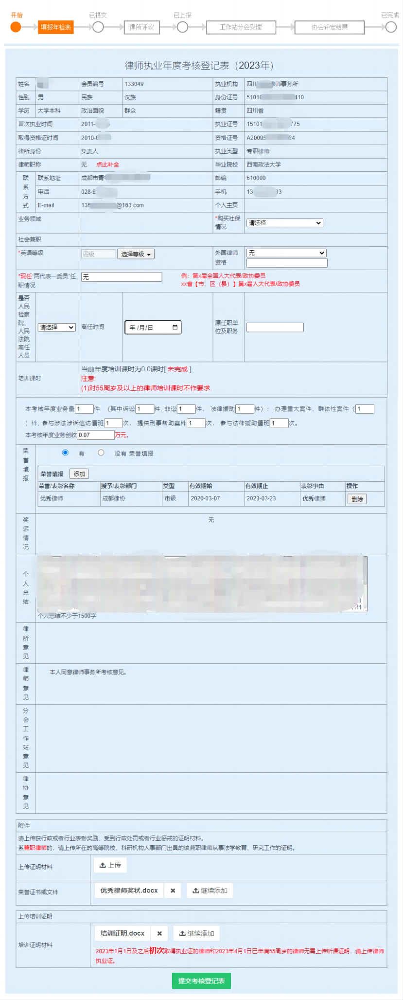 开始 已提交 已上报 已完成
填报年检表 律所评议 工作站分会受理 协会评定结果
律师执业年度考核登记表（2023年）
姓名 会员编号 133049 执业机构 四川 律师事务所
性别 男 民族 汉族 身份证号 5101 410
学历 大学本科 政治面貌 群众 籍贯 四川省
首次执业时间 2011- 执业证号 15101 775
取得资格证时间 2010-0 资格证号 A20095 24
律所身份 负责人 执业类型 专职律师
律师职称 无 点此补全 毕业院校 西南政法大学
联系方式 联系地址 成都市青 邮编 610000
电话 028-8 手机 13 33
E-mail 136 @163.com 个人主页
业务领域 *购买社保情况 请选择
社会兼职
*英语等级 四级 选择等级 外国律师资格 无
*现任“两代表一委员”任职情况 无 例：第x届全国人大代表/政协委员
xx省【市、区（县）】第x届人大代表/政协委员
是否人民检察院、人民法院离任人员 请选择 离任时间 年/月/日 原任职单位及职务
培训课时 当前年度培训课时为0.0课时[ 未完成 ].
注意:
(1)对55周岁及以上的律师培训课时不作要求.
本考核年度业务量 1 件，（其中诉讼 1 件, 非讼 1 件， 法律援助 1 件）； 办理重大案件、群体性案件（ 1
）件, 参与涉法涉诉信访值班 1 次， 提供刑事帮助案件 1 次， 参与法律援助值班 1 次。
本考核年度业务创收 0.07 万元。
荣誉填报 有 没有 荣誉填报
荣誉填报 添加
荣誉/表彰名称 授予/表彰部门 类型 有效期始 有效期止 表彰事由 操作
优秀律师 成都律协 市级 2020-03-07 2023-03-23 优秀律师 删除
奖惩情况 无
个人总结
个人总结不少于1500字
律所意见
律师意见 本人同意律师事务所考核意见。
分会工作站意见
律协意见
附件
请上传获行政或者行业表彰奖励、受到行政处罚或者行业惩戒的证明材料。
系兼职律师的，请上传所在的高等院校、科研机构人事部门出具的该兼职律师从事法学教育、研究工作的证明。
上传证明材料 上传
荣誉证书或文件 优秀律师奖状.docx × 继续添加
上传培训证明
培训证明材料 培训证明.docx × 继续添加
2023年1月1日及之后初次取得执业证的律师和2023年4月1日已年满55周岁的律师无需上传听课证明，请上传律师
执业证。
提交考核登记表